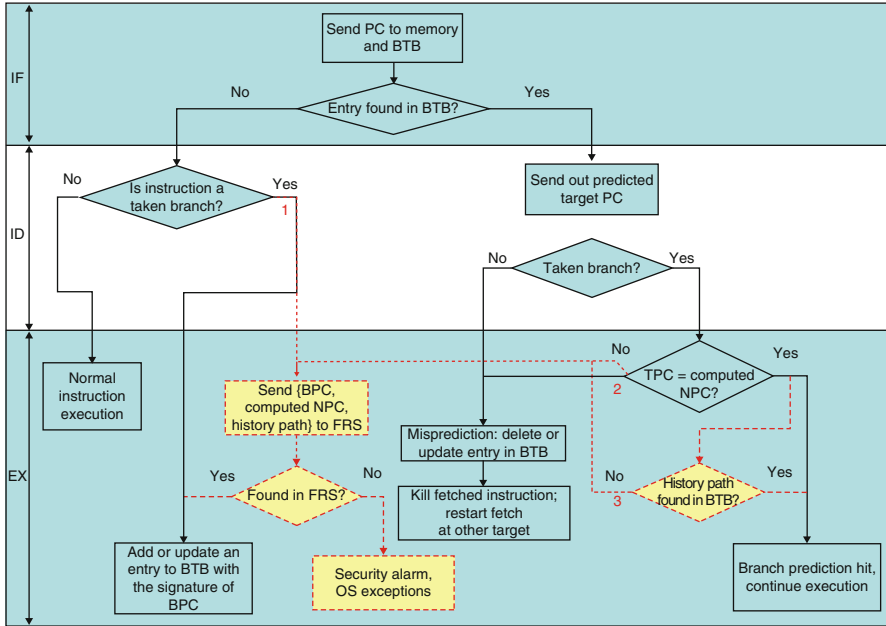 Send PC to memory
and BTB
IF
No
Entry found in BTB?
Yes
No
Is instruction a
taken branch?
Yes
1
Send out predicted
target PC
ID
No
Taken branch?
Yes
Normal
instruction
execution
Send {BPC,
computed NPC,
history path} to FRS
No
2
TPC = computed
NPC?
Yes
Misprediction: delete or
update entry in BTB
EX
Yes
Found in FRS?
No
Kill fetched instruction;
restart fetch
at other target
No
3
History path
found in BTB?
Yes
Add or update an
entry to BTB with
the signature of
BPC
Security alarm,
OS exceptions
Branch prediction hit,
continue execution